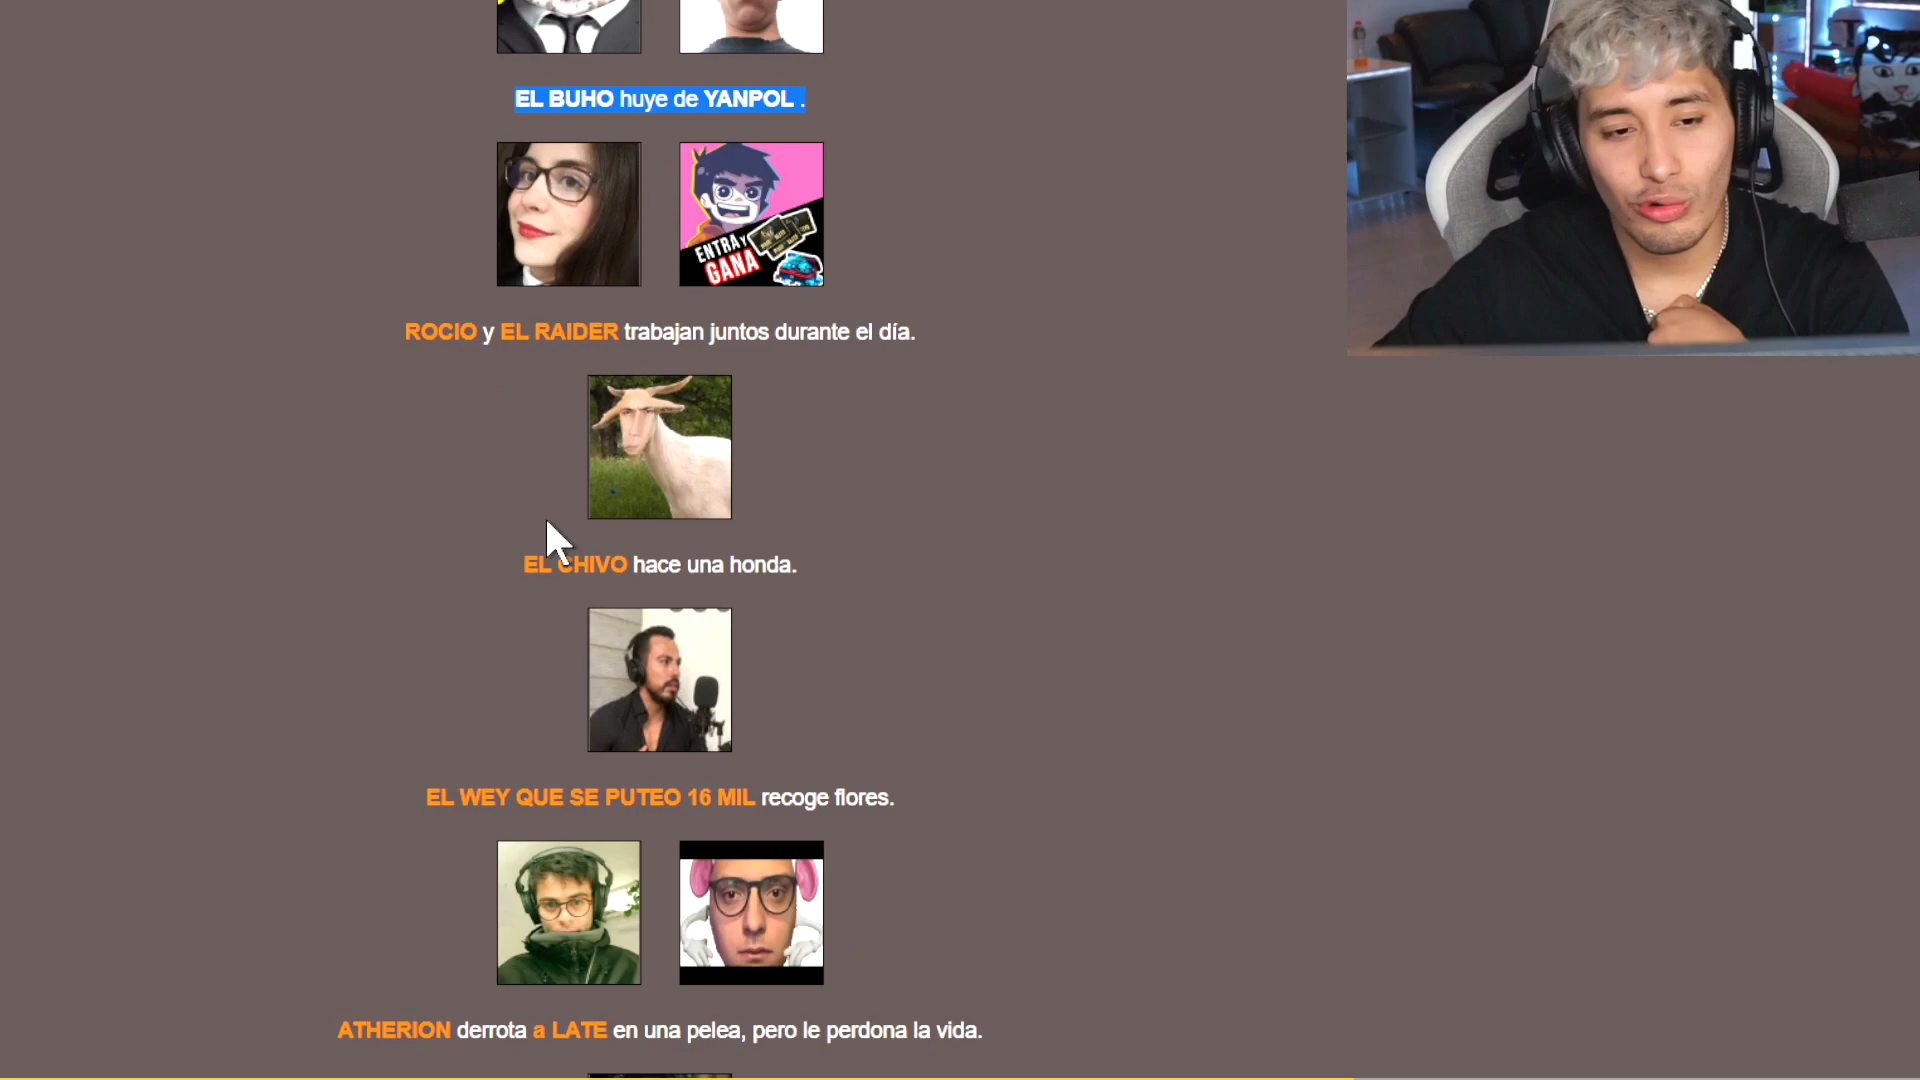 EL BUHO huye de YANPOL .
ENTRA Y
GANA
ROCIO y EL RAIDER trabajan juntos durante el día.
EL CHIVO hace una honda.
EL WEY QUE SE PUTEO 16 MIL recoge flores.
ATHERION derrota a LATE en una pelea, pero le perdona la vida.